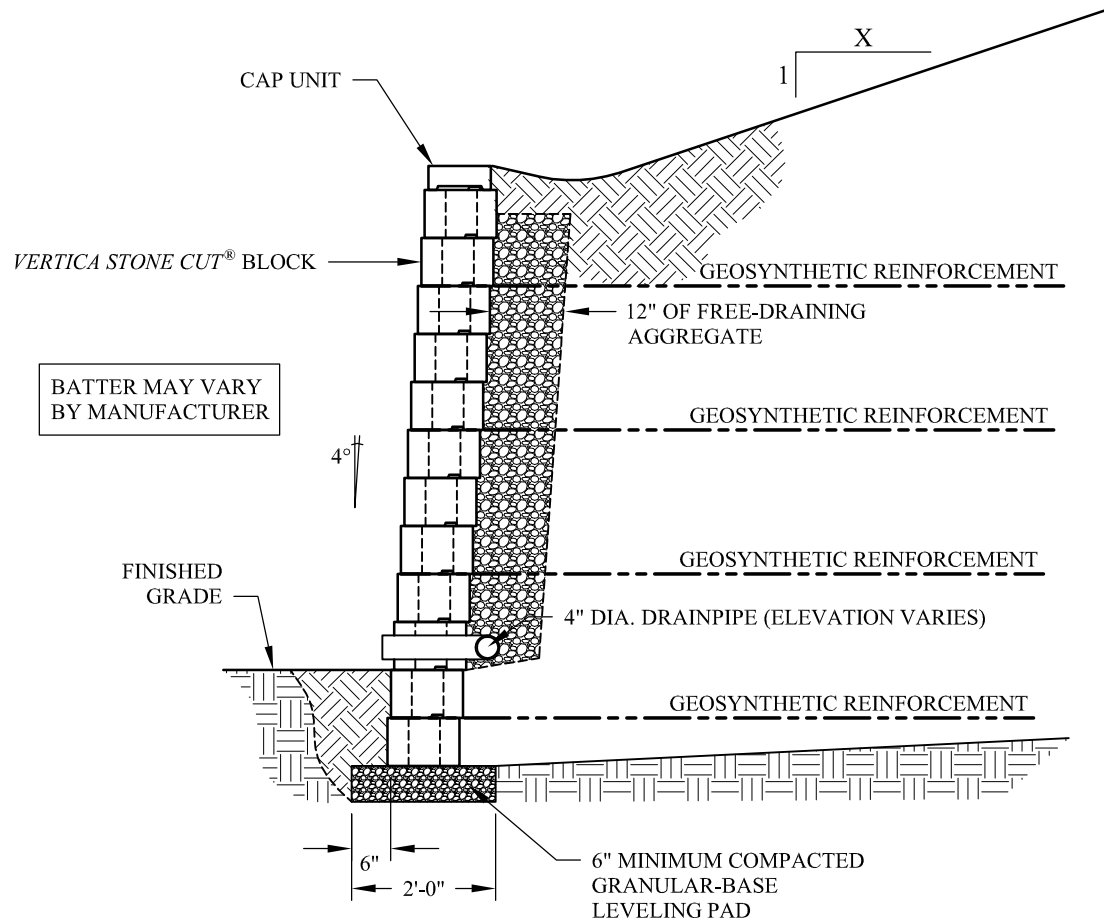 X
1
CAP UNIT
VERTICA STONE CUT® BLOCK
GEOSYNTHETIC REINFORCEMENT
12" OF FREE-DRAINING
AGGREGATE
BATTER MAY VARY
BY MANUFACTURER
GEOSYNTHETIC REINFORCEMENT
4°
GEOSYNTHETIC REINFORCEMENT
FINISHED
GRADE
4" DIA. DRAINPIPE (ELEVATION VARIES)
GEOSYNTHETIC REINFORCEMENT
6"
2'-0"
6" MINIMUM COMPACTED
GRANULAR-BASE
LEVELING PAD